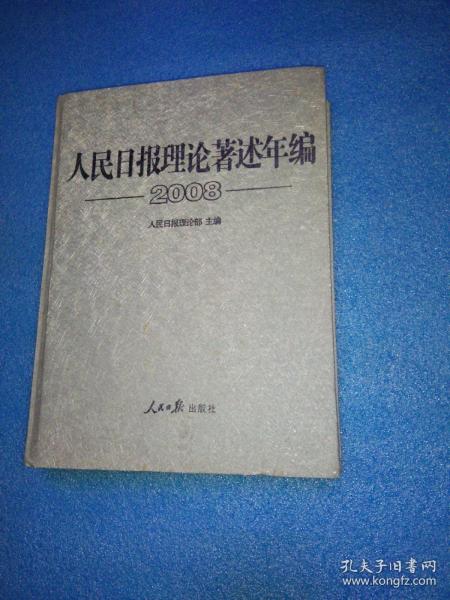 人民日报理论著述年编
2008
人民日报理论部 主编
人民日报 出版社
孔夫子旧书网
www.kongfz.com